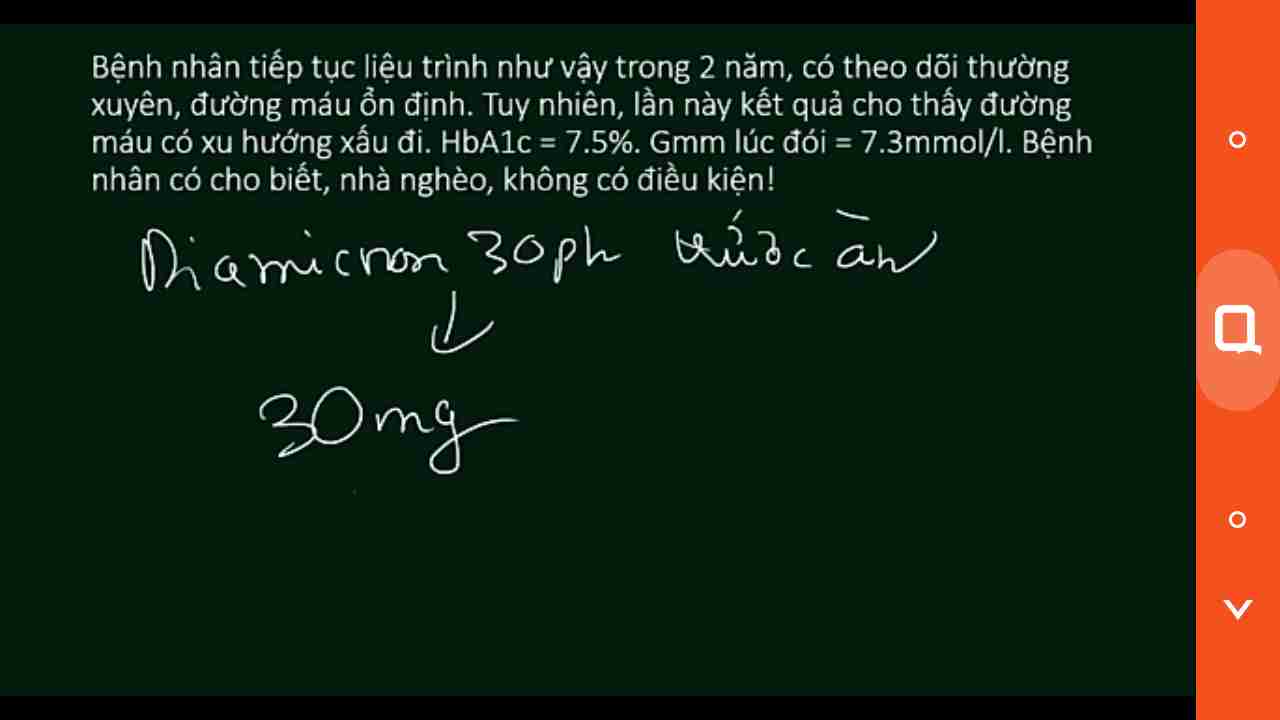 Bệnh nhân tiếp tục liệu trình như vậy trong 2 năm, có theo dõi thường
xuyên, đường máu ổn định. Tuy nhiên, lần này kết quả cho thấy đường
máu có xu hướng xấu đi. HbA1c = 7.5%. Gmm lúc đói = 7.3mmol/l. Bệnh
nhân có cho biết, nhà nghèo, không có điều kiện!
Diamicron 30ph trước ăn
30mg